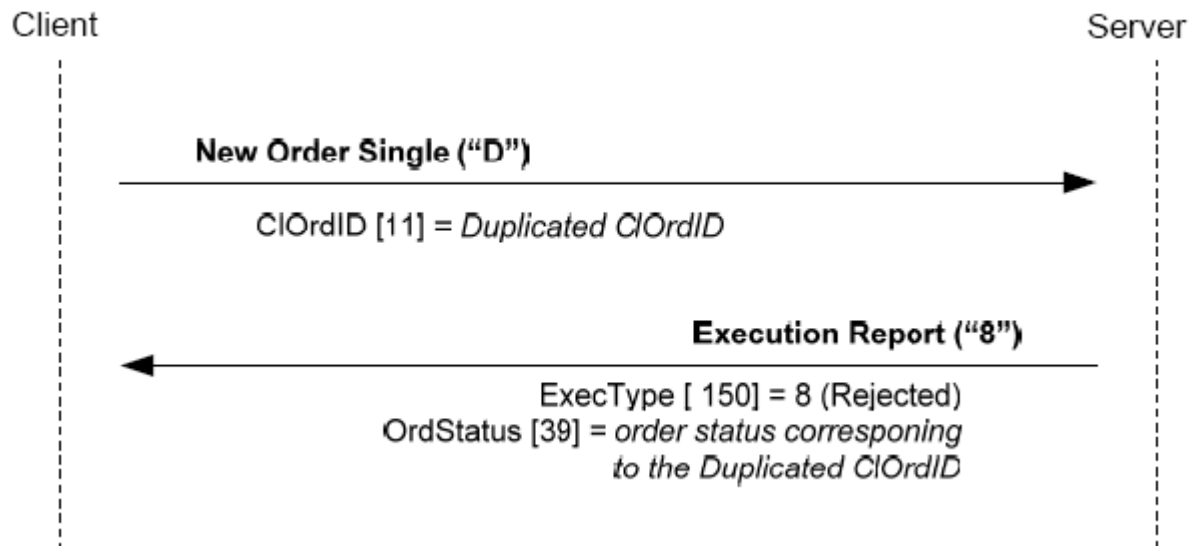 Client
Server
New Order Single (“D”)
ClOrdID [11] = Duplicated ClOrdID
Execution Report (“8”)
ExecType [ 150] = 8 (Rejected)
OrdStatus [39] = order status corresponing
to the Duplicated ClOrdID